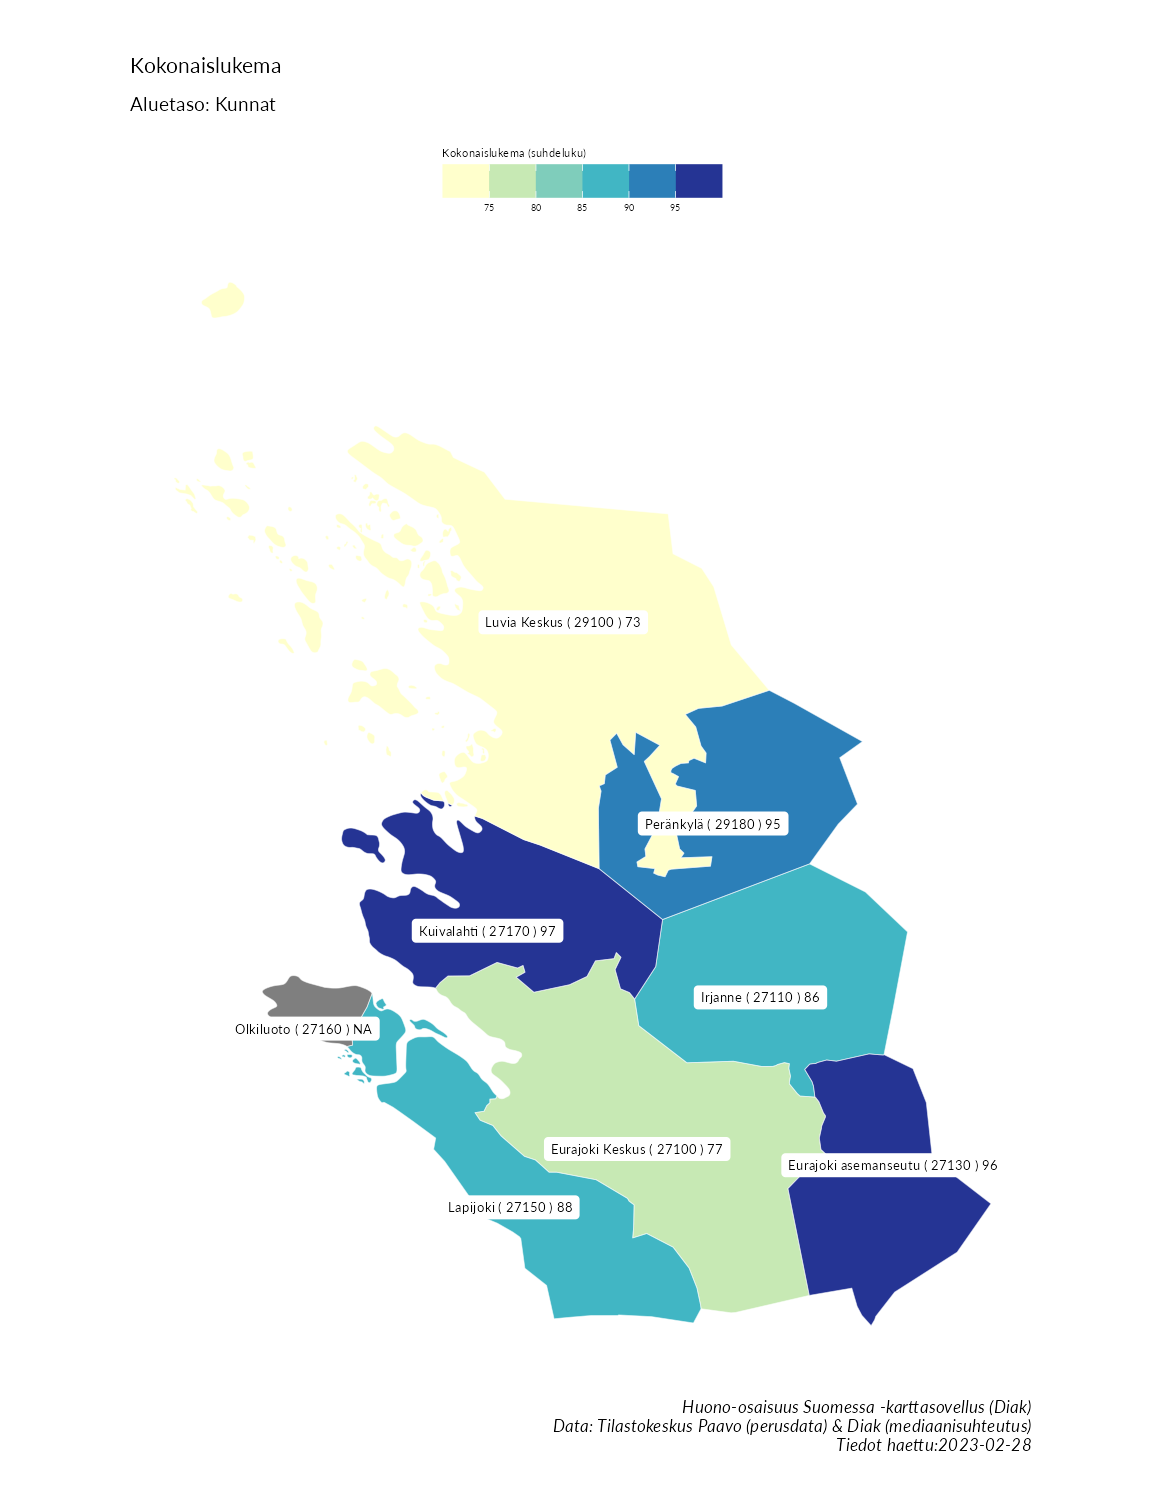 Kokonaislukema
Aluetaso: Kunnat
Kokonaislukema (suhdeluku)
75 80 85 90 95
Luvia Keskus ( 29100 ) 73
Peränkylä ( 29180 ) 95
Kuivalahti ( 27170 ) 97
Irjanne ( 27110 ) 86
Olkiluoto ( 27160 ) NA
Eurajoki Keskus ( 27100 ) 77
Eurajoki asemanseutu ( 27130 ) 96
Lapijoki ( 27150 ) 88
Huono-osaisuus Suomessa -karttasovellus (Diak)
Data: Tilastokeskus Paavo (perusdata) & Diak (mediaanisuhteutus)
Tiedot haettu:2023-02-28